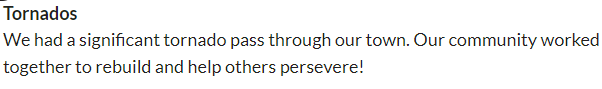 Tornados
We had a significant tornado pass through our town. Our community worked
together to rebuild and help others persevere!